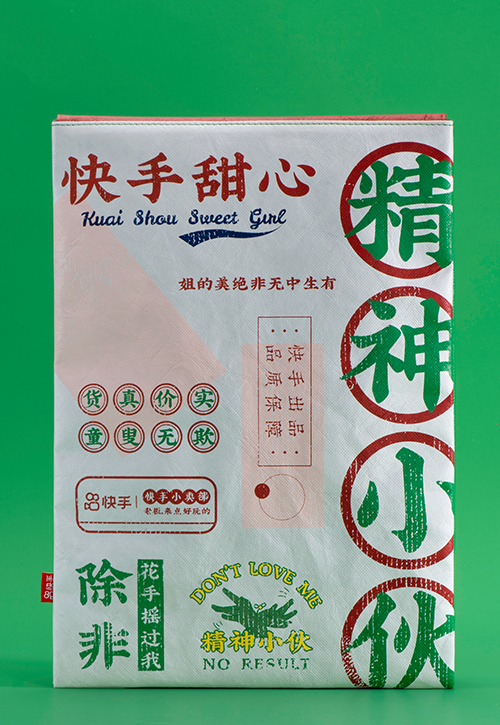 快手甜心
Kuai Shou Sweet Girl
精神小伙
姐的美绝非无中生有
快手出品
品质保障
货真价实
童叟无欺
快手
快手小卖部
老戚,来点好玩的
除非
花手摇过我
DON'T LOVE ME
精神小伙
NO RESULT